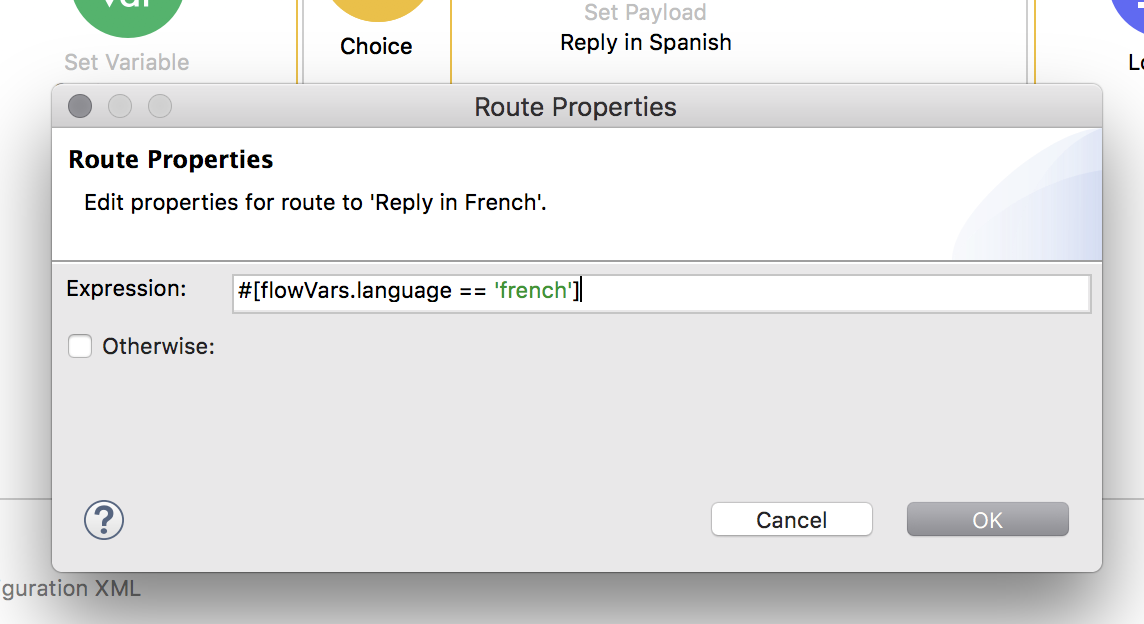 Set Variable
Choice
Set Payload
Reply in Spanish
Route Properties
Route Properties
Edit properties for route to 'Reply in French'.
Expression:
#[flowVars.language == 'french']
Otherwise:
?
Cancel
OK
guration XML